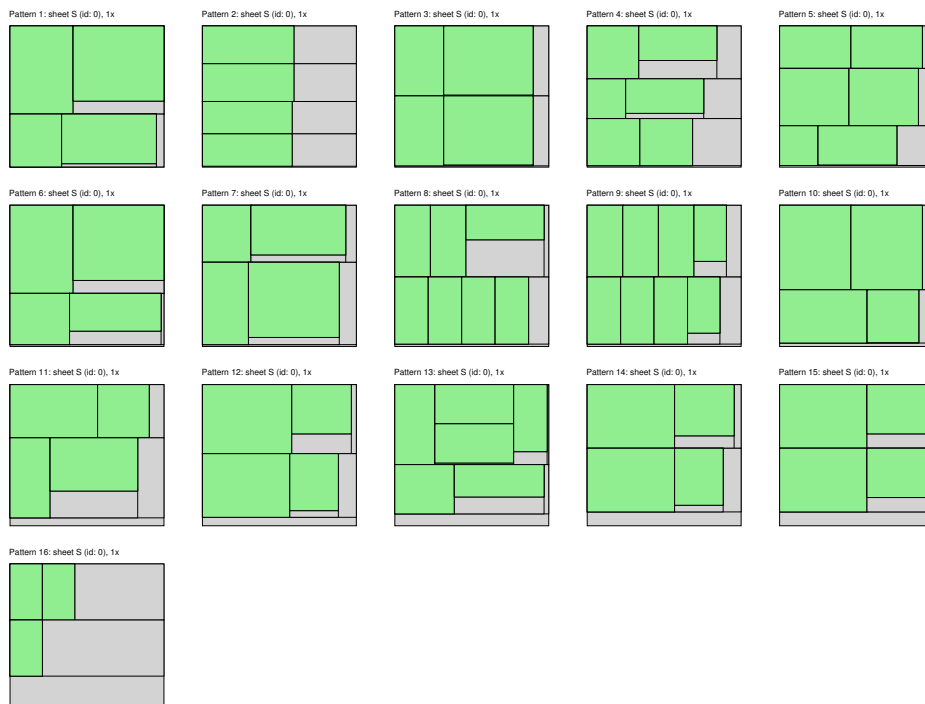 Pattern 1: sheet S (id: 0), 1x
Pattern 2: sheet S (id: 0), 1x
Pattern 3: sheet S (id: 0), 1x
Pattern 4: sheet S (id: 0), 1x
Pattern 5: sheet S (id: 0), 1x
Pattern 6: sheet S (id: 0), 1x
Pattern 7: sheet S (id: 0), 1x
Pattern 8: sheet S (id: 0), 1x
Pattern 9: sheet S (id: 0), 1x
Pattern 10: sheet S (id: 0), 1x
Pattern 11: sheet S (id: 0), 1x
Pattern 12: sheet S (id: 0), 1x
Pattern 13: sheet S (id: 0), 1x
Pattern 14: sheet S (id: 0), 1x
Pattern 15: sheet S (id: 0), 1x
Pattern 16: sheet S (id: 0), 1x